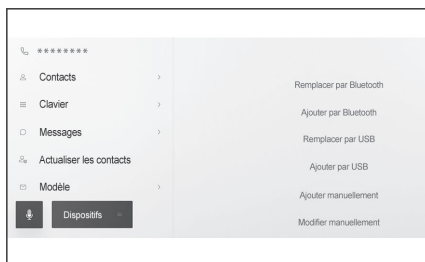 ********
Contacts
Clavier
Messages
Actualiser les contacts
Modèle
Dispositifs
Remplacer par Bluetooth
Ajouter par Bluetooth
Remplacer par USB
Ajouter par USB
Ajouter manuellement
Modifier manuellement